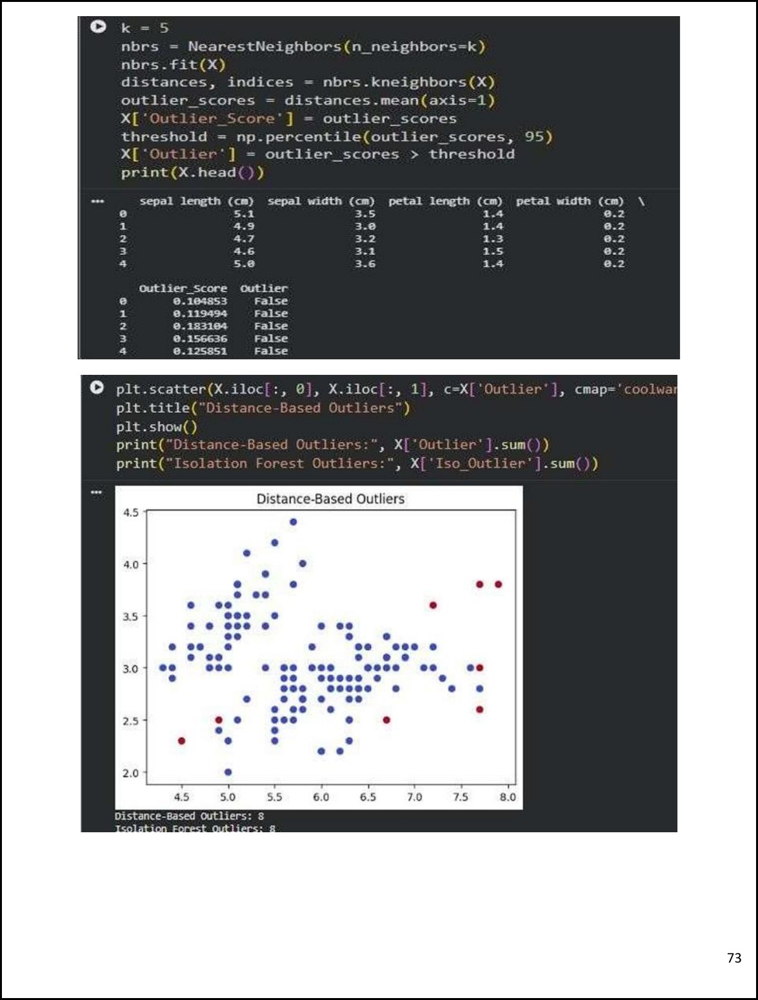 k = 5
nbrs = NearestNeighbors(n_neighbors=k)
nbrs.fit(X)
distances, indices = nbrs.kneighbors(X)
outlier_scores = distances.mean(axis=1)
X['Outlier_Score'] = outlier_scores
threshold = np.percentile(outlier_scores, 95)
X['Outlier'] = outlier_scores > threshold
print(X.head())
sepal length (cm) sepal width (cm) petal length (cm) petal width (cm) \
0 5.1 3.5 1.4 0.2
1 4.9 3.0 1.4 0.2
2 4.7 3.2 1.3 0.2
3 4.6 3.1 1.5 0.2
4 5.0 3.6 1.4 0.2
Outlier_Score Outlier
0 0.104853 False
1 0.119494 False
2 0.183104 False
3 0.156636 False
4 0.125851 False
plt.scatter(X.iloc[:, 0], X.iloc[:, 1], c=X['Outlier'], cmap='coolwar
plt.title("Distance-Based Outliers")
plt.show()
print("Distance-Based Outliers:", X['Outlier'].sum())
print("Isolation Forest Outliers:", X['Iso_Outlier'].sum())
Distance-Based Outliers
4.5
4.0
3.5
3.0
2.5
2.0
4.5 5.0 5.5 6.0 6.5 7.0 7.5 8.0
Distance-Based Outliers: 8
Isolation Forest Outliers: 8
73